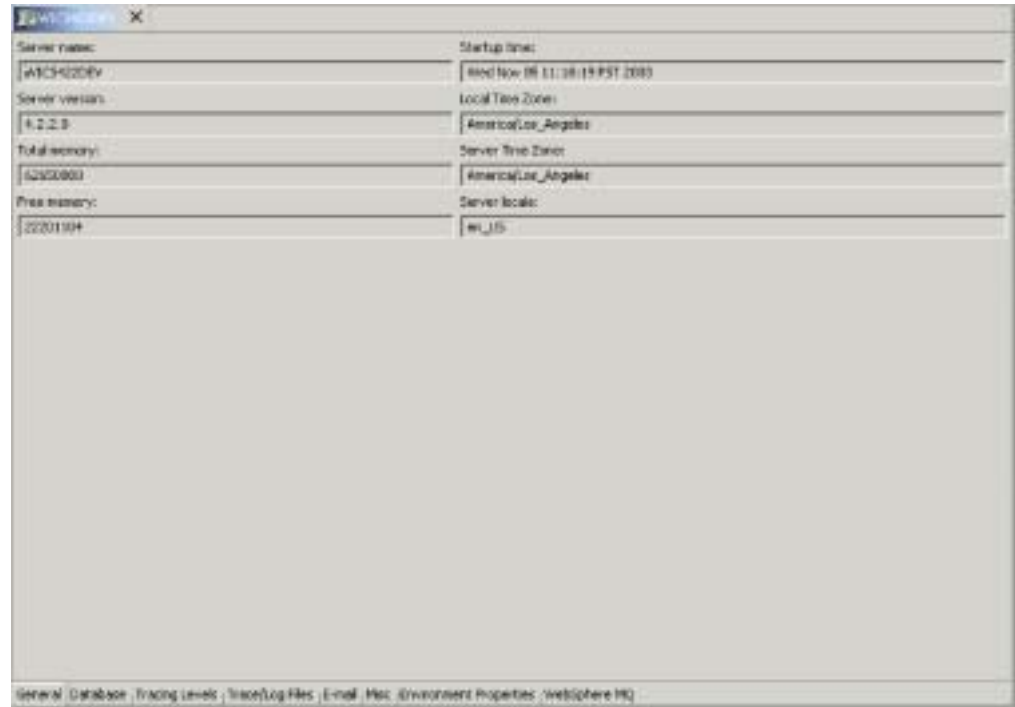 Server name:
Startup time:
WICS422DEV
Wed Nov 05 11:18:19 PST 2003
Server version:
Local Time Zone:
4.2.2.0
America/Los_Angeles
Total memory:
Server Time Zone:
America/Los_Angeles
Free memory:
Server locale:
22201104
en_US
General Database Tracing Levels Trace/Log Files E-mail Misc Environment Properties WebSphere MQ